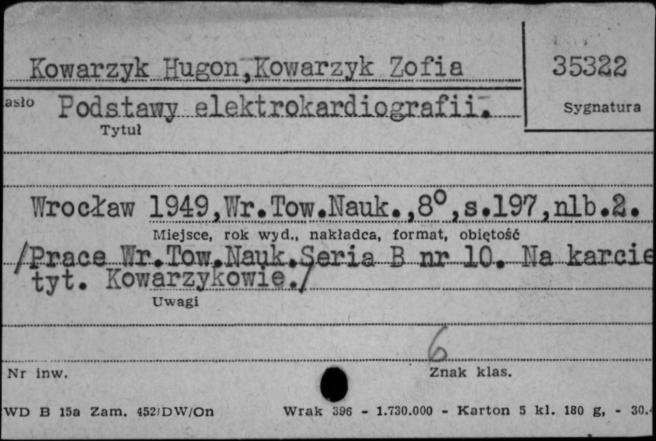 Kowarzyk Hugon,Kowarzyk Zofia 35322
asło Podstawy elektrokardiografii. Sygnatura
Tytuł
Wrocław 1949,Wr.Tow.Nauk.,8°,s.197,nlb.2.
Miejsce, rok wyd., nakładca, format, obiętość
/Prace Wr.Tow.Nauk.Seria B nr 10. Na karcie
tyt. Kowarzykowie./
Uwagi
6
Nr inw. Znak klas.
WD B 15a Zam. 452/DW/On Wrak 396 - 1.730.000 - Karton 5 kl. 180 g, - 30.